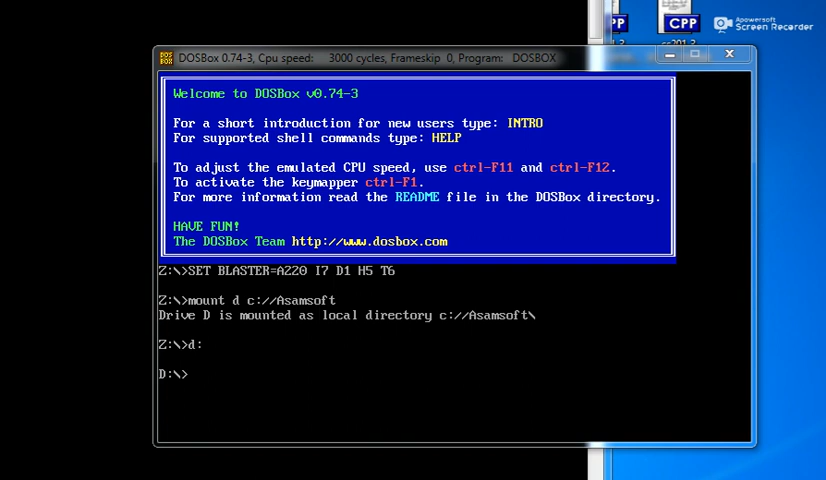 PP
CPP
Apowersoft
Screen Recorder
DOSBox 0.74-3, Cpu speed: 3000 cycles, Frameskip 0, Program: DOSBOX
Welcome to DOSBox v0.74-3
For a short introduction for new users type: INTRO
For supported shell commands type: HELP
To adjust the emulated CPU speed, use ctrl-F11 and ctrl-F12.
To activate the keymapper ctrl-F1.
For more information read the README file in the DOSBox directory.
HAVE FUN!
The DOSBox Team http://www.dosbox.com
Z:\>SET BLASTER=A220 I7 D1 H5 T6
Z:\>mount d c://Asamsoft
Drive D is mounted as local directory c://Asamsoft\
Z:\>d:
D:\>